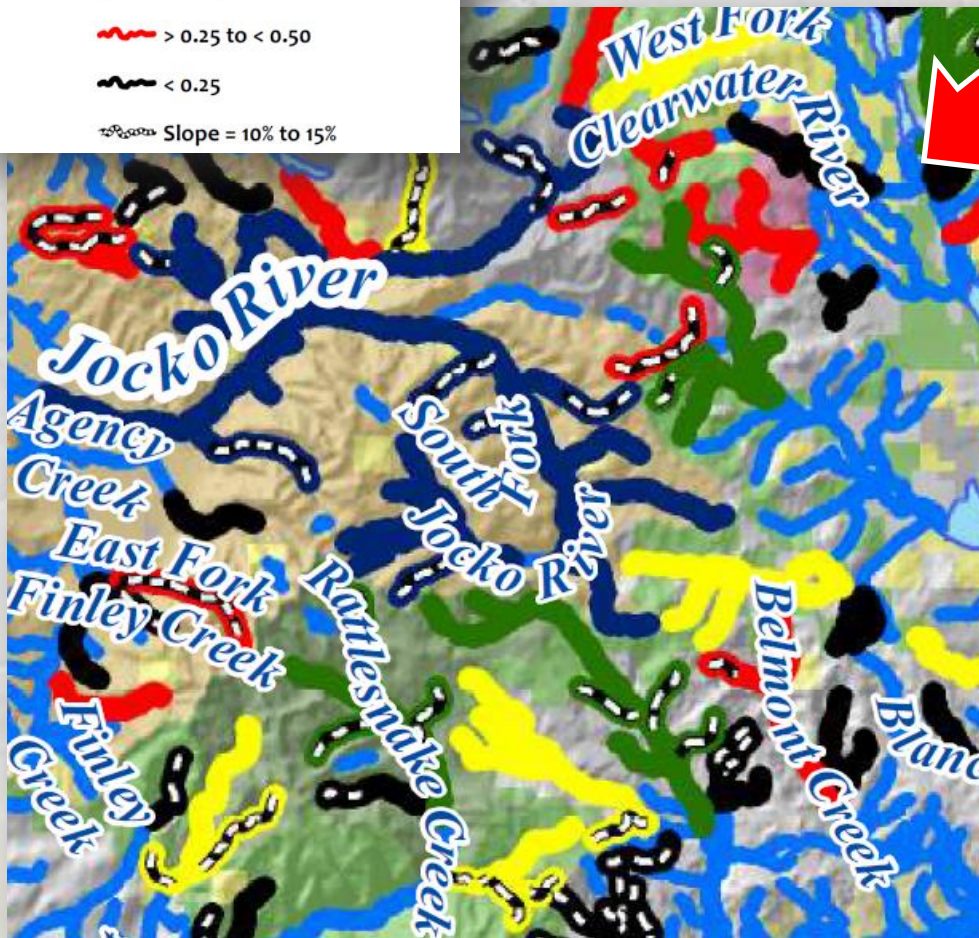 > 0.25 to < 0.50
< 0.25
Slope = 10% to 15%
West Fork
Clearwater River
Jocko River
Agency
Creek
South
Fork
Jocko River
East Fork
Finley Creek
Rattlesnake Creek
Belmont Creek
Finley
Creek
Blanc